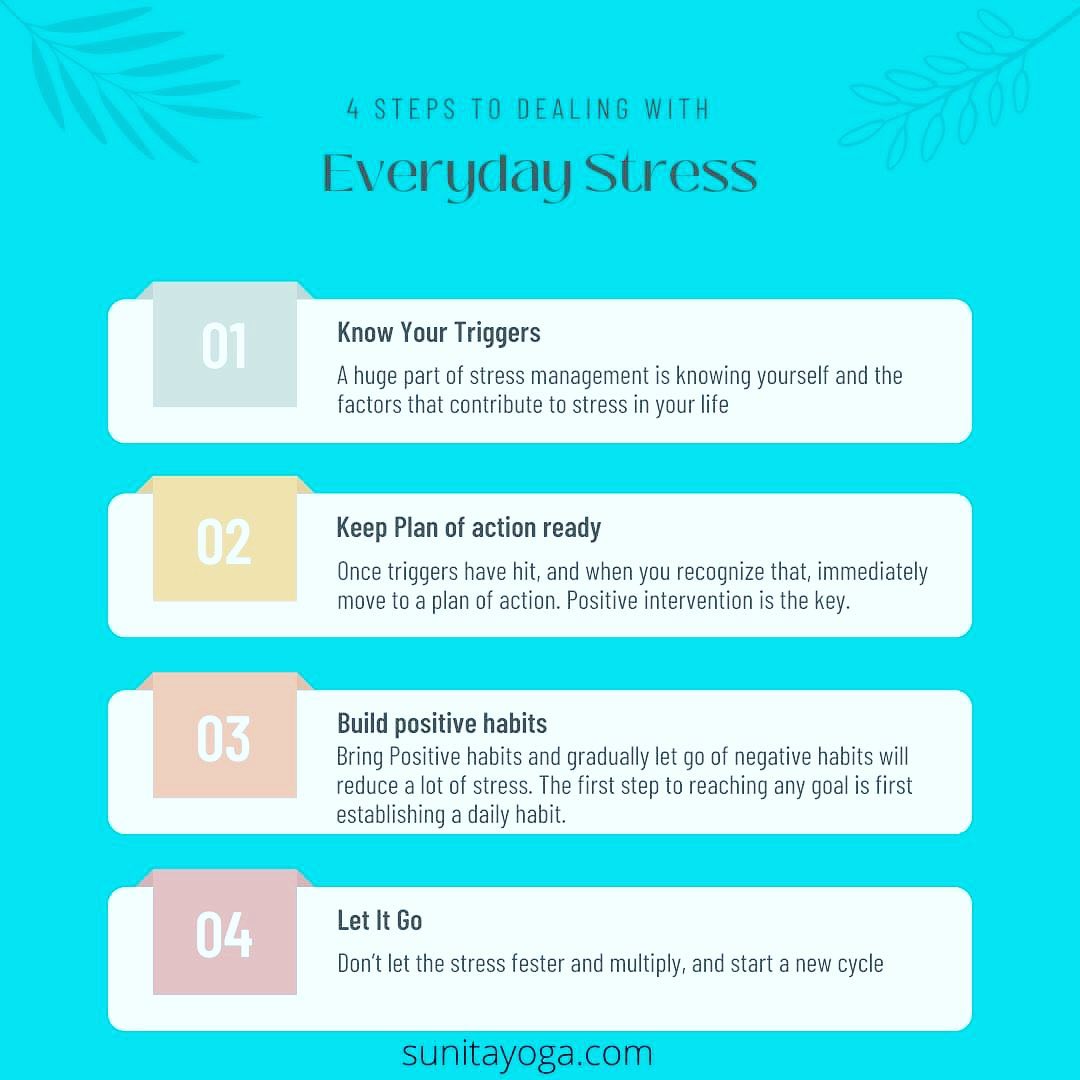 4 STEPS TO DEALING WITH
Everyday Stress
01
Know Your Triggers
A huge part of stress management is knowing yourself and the
factors that contribute to stress in your life
02
Keep Plan of action ready
Once triggers have hit, and when you recognize that, immediately
move to a plan of action. Positive intervention is the key.
03
Build positive habits
Bring Positive habits and gradually let go of negative habits will
reduce a lot of stress. The first step to reaching any goal is first
establishing a daily habit.
04
Let It Go
Don't let the stress fester and multiply, and start a new cycle
sunitayoga.com